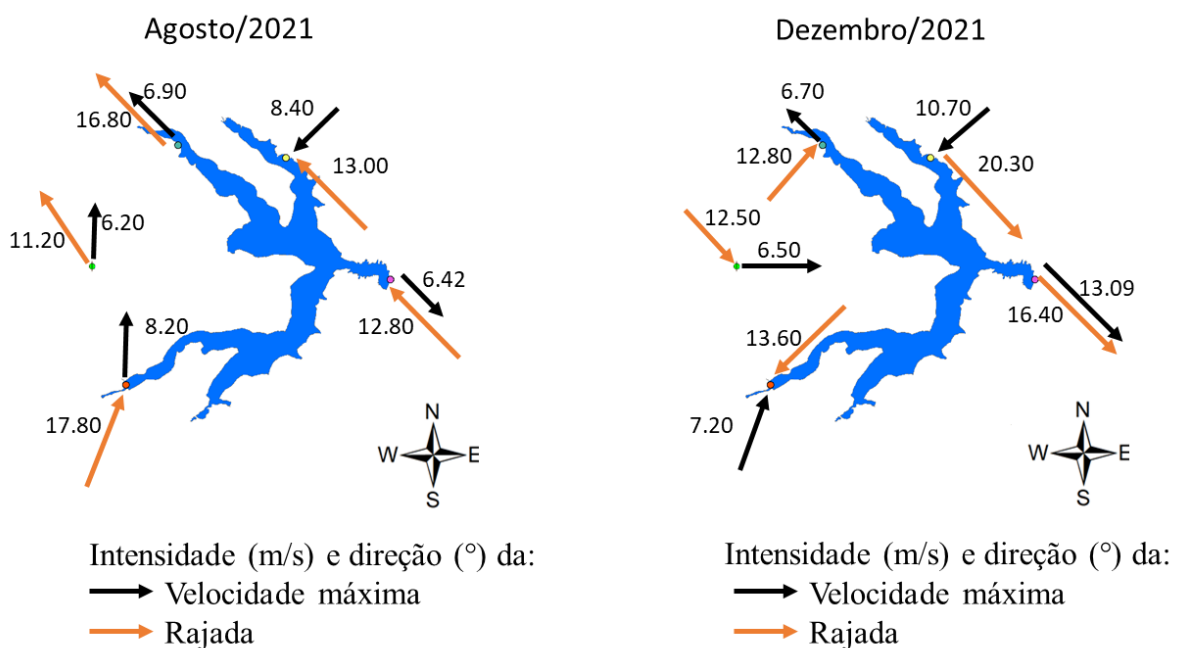 Agosto/2021
6.90
16.80
8.40
13.00
11.20
6.20
6.42
12.80
8.20
17.80
N
W
E
S
Intensidade (m/s) e direção (°) da:
Velocidade máxima
Rajada
Dezembro/2021
6.70
12.80
10.70
20.30
12.50
6.50
13.09
16.40
13.60
7.20
N
W
E
S
Intensidade (m/s) e direção (°) da:
Velocidade máxima
Rajada